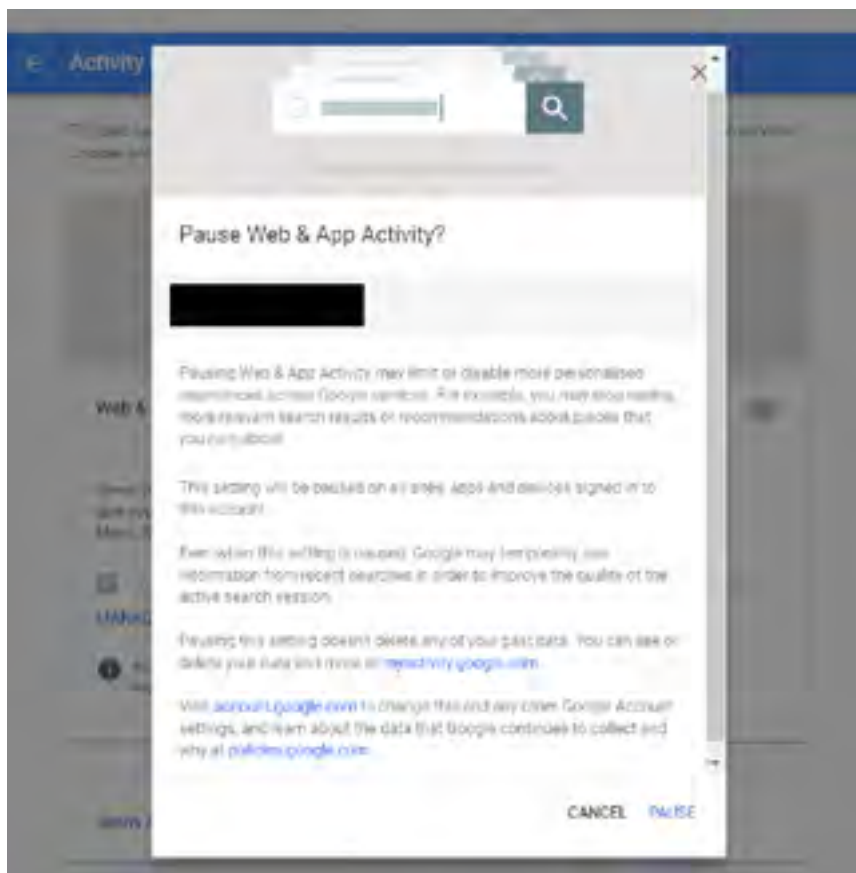 Activity
Pause Web & App Activity?
Pausing Web & App Activity may limit or disable more personalised
experiences across Google services. For example, you may stop seeing
more relevant search results or recommendations about places that
you care about.
Web &
This setting will be paused on all sites, apps and devices signed in to
this account.
Even when this setting is paused, Google may temporarily use
information from recent searches in order to improve the quality of the
active search session.
MANAG
Pausing this setting doesn't delete any of your past data. You can see or
delete your data and more at myactivity.google.com.
Visit account.google.com to change this and any other Google Account
settings, and learn about the data that Google continues to collect and
why at policies.google.com.
CANCEL PAUSE